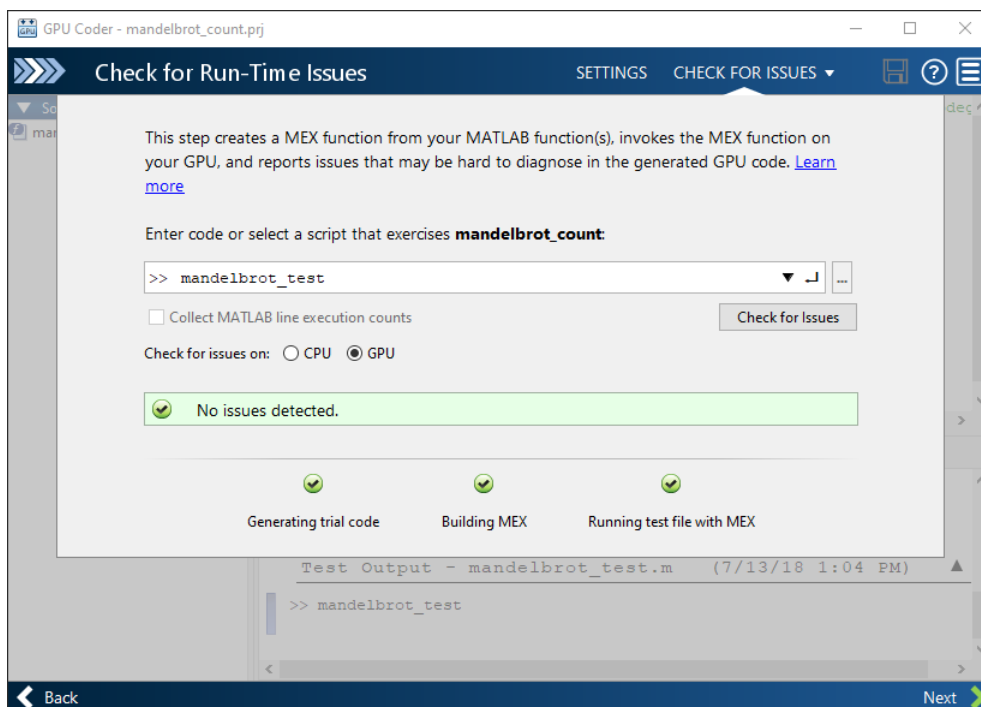 GPU Coder - mandelbrot_count.prj
Check for Run-Time Issues
SETTINGS
CHECK FOR ISSUES
This step creates a MEX function from your MATLAB function(s), invokes the MEX function on
your GPU, and reports issues that may be hard to diagnose in the generated GPU code. Learn
more
Enter code or select a script that exercises mandelbrot_count:
>> mandelbrot_test
...
Collect MATLAB line execution counts
Check for Issues
Check for issues on: CPU GPU
No issues detected.
Generating trial code
Building MEX
Running test file with MEX
Test Output - mandelbrot_test.m (7/13/18 1:04 PM)
>> mandelbrot_test
Back
Next